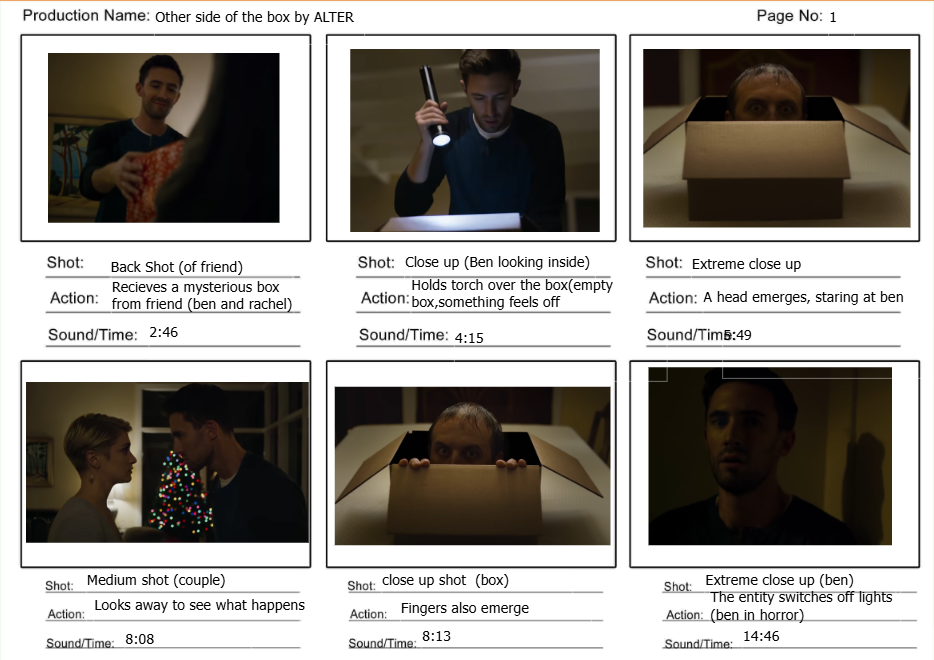 Production Name: Other side of the box by ALTER
Page No: 1
Shot: Back Shot (of friend)
Action: Recieves a mysterious box
from friend (ben and rachel)
Sound/Time: 2:46
Shot: Close up (Ben looking inside)
Action: Holds torch over the box(empty
box,something feels off
Sound/Time: 4:15
Shot: Extreme close up
Action: A head emerges, staring at ben
Sound/Time: 5:49
Shot: Medium shot (couple)
Action: Looks away to see what happens
Sound/Time: 8:08
Shot: close up shot (box)
Action: Fingers also emerge
Sound/Time: 8:13
Shot: Extreme close up (ben)
Action: The entity switches off lights
(ben in horror)
Sound/Time: 14:46